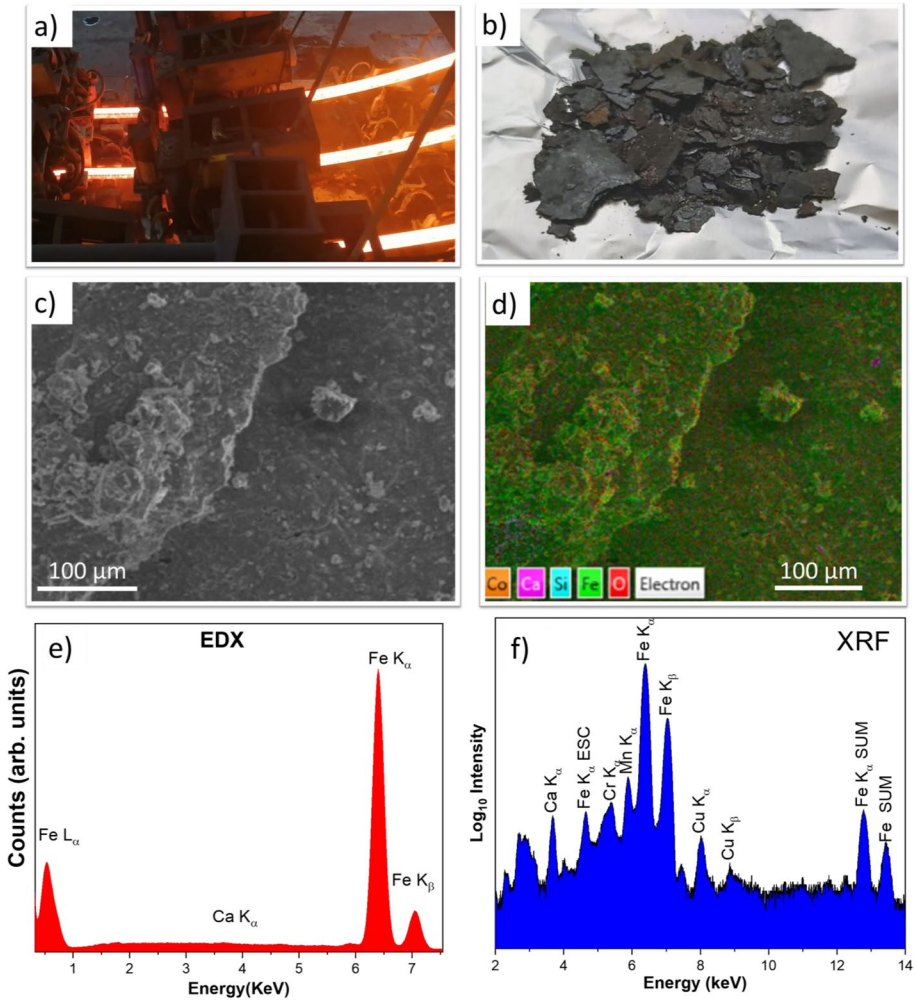 a)
b)
c)
100 µm
d)
Co Ca Si Fe O Electron
100 µm
e)
EDX
Counts (arb. units)
Fe Lα
Ca Kα
Fe Kα
Fe Kβ
1 2 3 4 5 6 7
Energy(KeV)
f)
XRF
Log10 Intensity
Ca Kα
Fe Kα ESC
Cr Kα
Mn Kα
Fe Kα
Fe Kβ
Cu Kα
Cu Kβ
Fe Kα SUM
Fe SUM
2 4 6 8 10 12 14
Energy (keV)